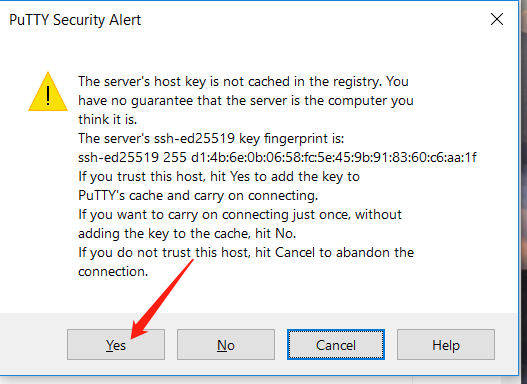 PuTTY Security Alert
The server's host key is not cached in the registry. You
have no guarantee that the server is the computer you
think it is.
The server's ssh-ed25519 key fingerprint is:
ssh-ed25519 255 d1:4b:6e:0b:06:58:fc:5e:45:9b:91:83:60:c6:aa:1f
If you trust this host, hit Yes to add the key to
PuTTY's cache and carry on connecting.
If you want to carry on connecting just once, without
adding the key to the cache, hit No.
If you do not trust this host, hit Cancel to abandon the
connection.
Yes No Cancel Help